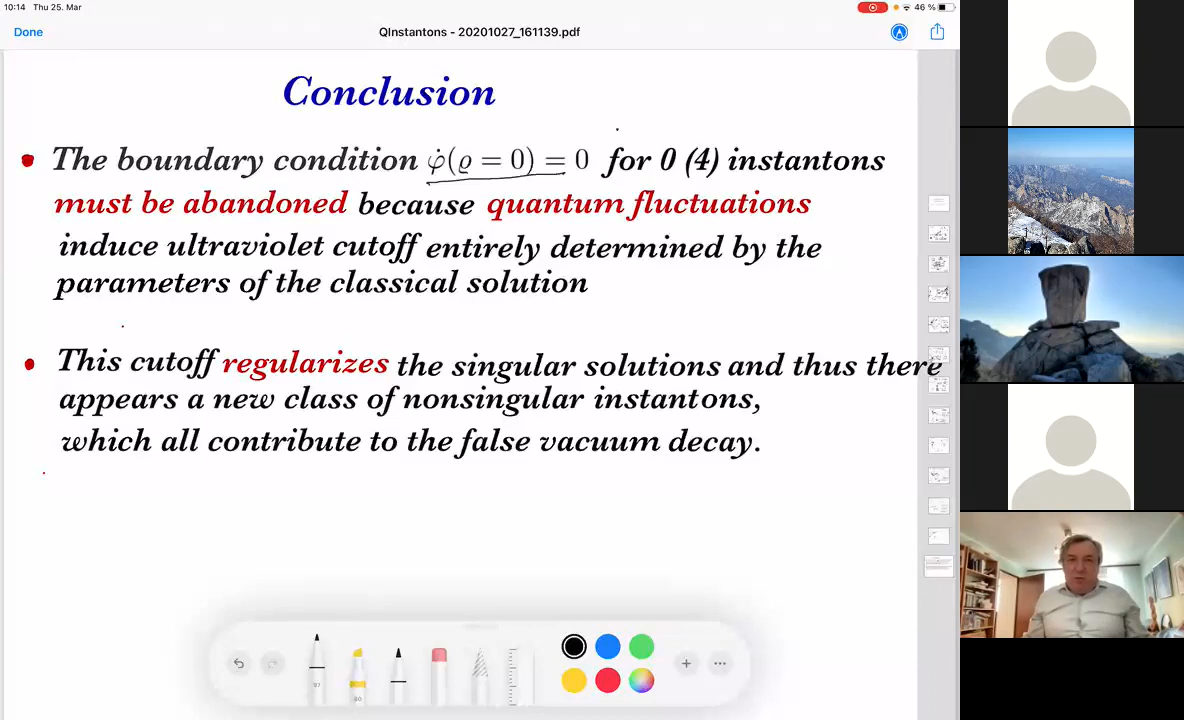 10:14 Thu 25. Mar
46 %
Done
QInstantons - 20201027_161139.pdf
Conclusion
• The boundary condition φ̇(ϱ = 0) = 0 for 0 (4) instantons
must be abandoned because quantum fluctuations
induce ultraviolet cutoff entirely determined by the
parameters of the classical solution
• This cutoff regularizes the singular solutions and thus there
appears a new class of nonsingular instantons,
which all contribute to the false vacuum decay.